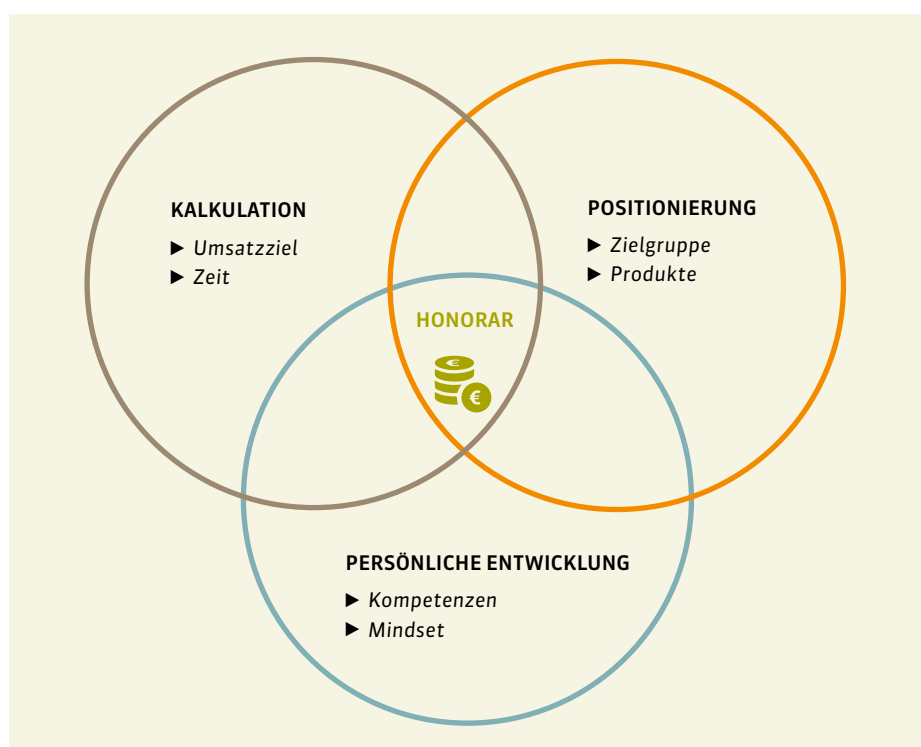 KALKULATION
► Umsatzziel
► Zeit
POSITIONIERUNG
► Zielgruppe
► Produkte
HONORAR
€
€
PERSÖNLICHE ENTWICKLUNG
► Kompetenzen
► Mindset